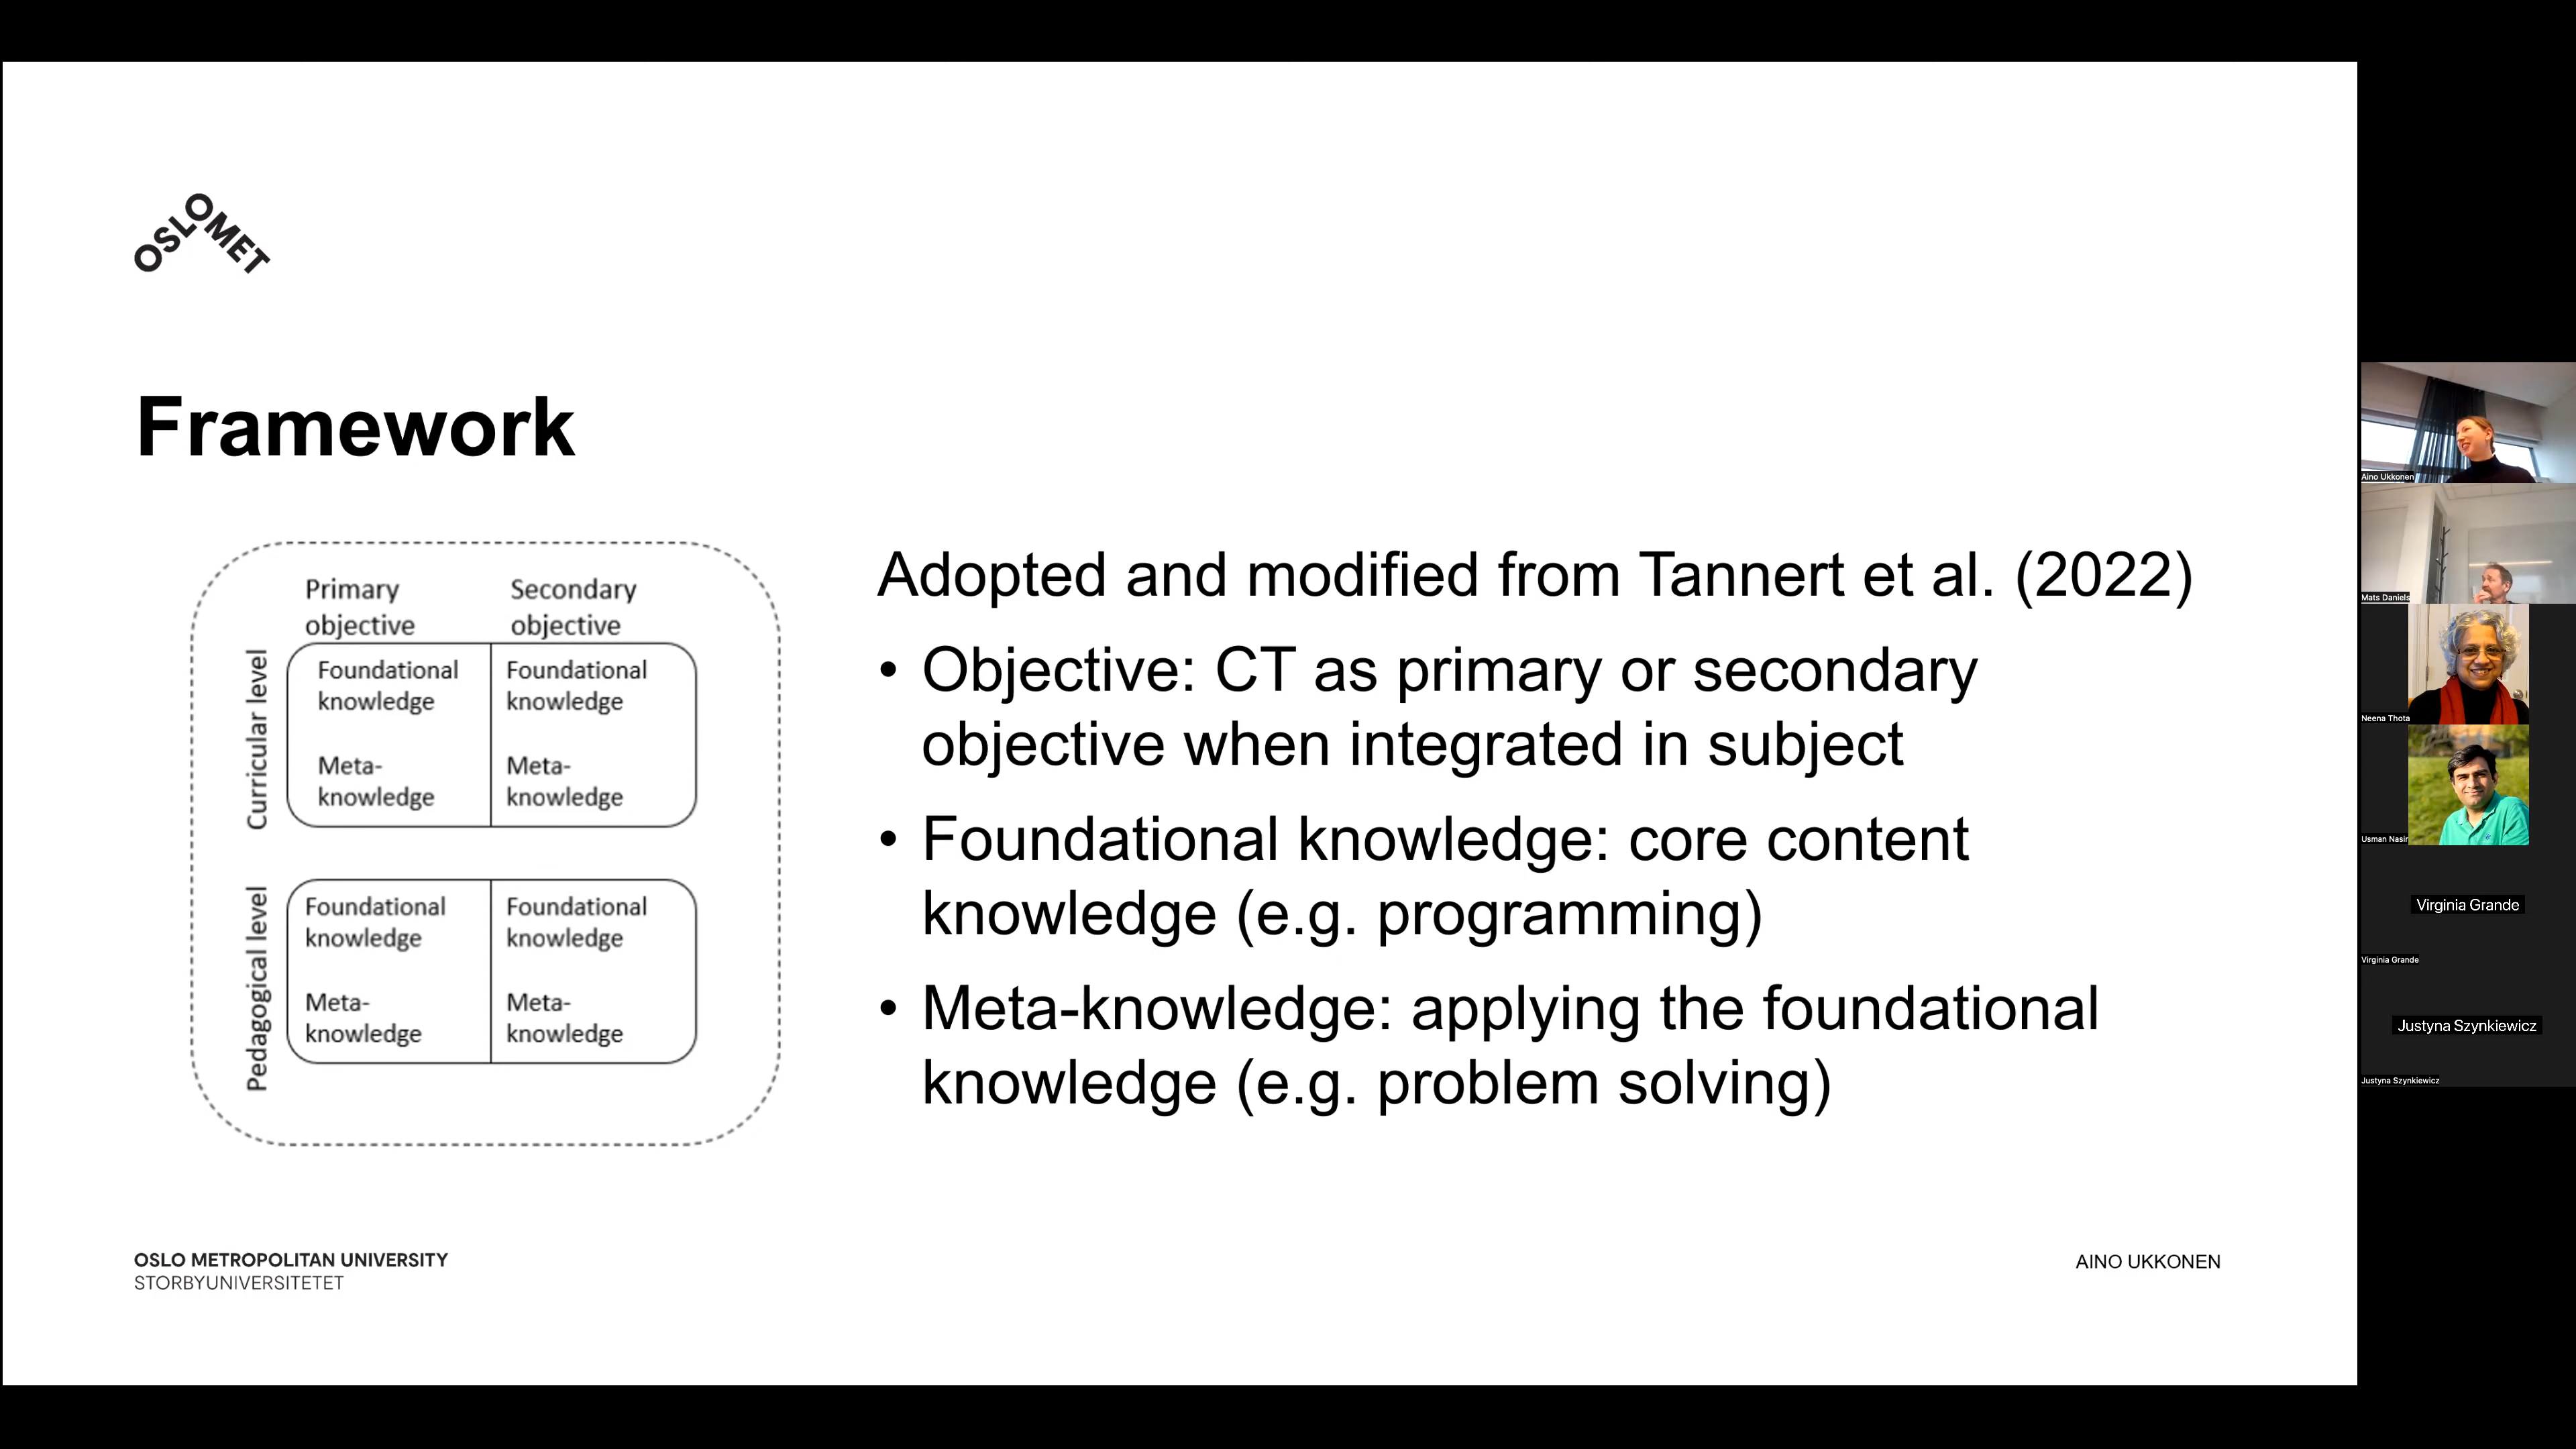 OSLOMET
Framework
Primary
objective
Secondary
objective
Curricular level
Foundational
knowledge
Meta-
knowledge
Foundational
knowledge
Meta-
knowledge
Pedagogical level
Foundational
knowledge
Meta-
knowledge
Foundational
knowledge
Meta-
knowledge
Adopted and modified from Tannert et al. (2022)
• Objective: CT as primary or secondary
objective when integrated in subject
• Foundational knowledge: core content
knowledge (e.g. programming)
• Meta-knowledge: applying the foundational
knowledge (e.g. problem solving)
OSLO METROPOLITAN UNIVERSITY
STORBYUNIVERSITETET
AINO UKKONEN
Aino Ukkonen
Mats Daniels
Neena Thota
Usman Nasir
Virginia Grande
Virginia Grande
Justyna Szynkiewicz
Justyna Szynkiewicz